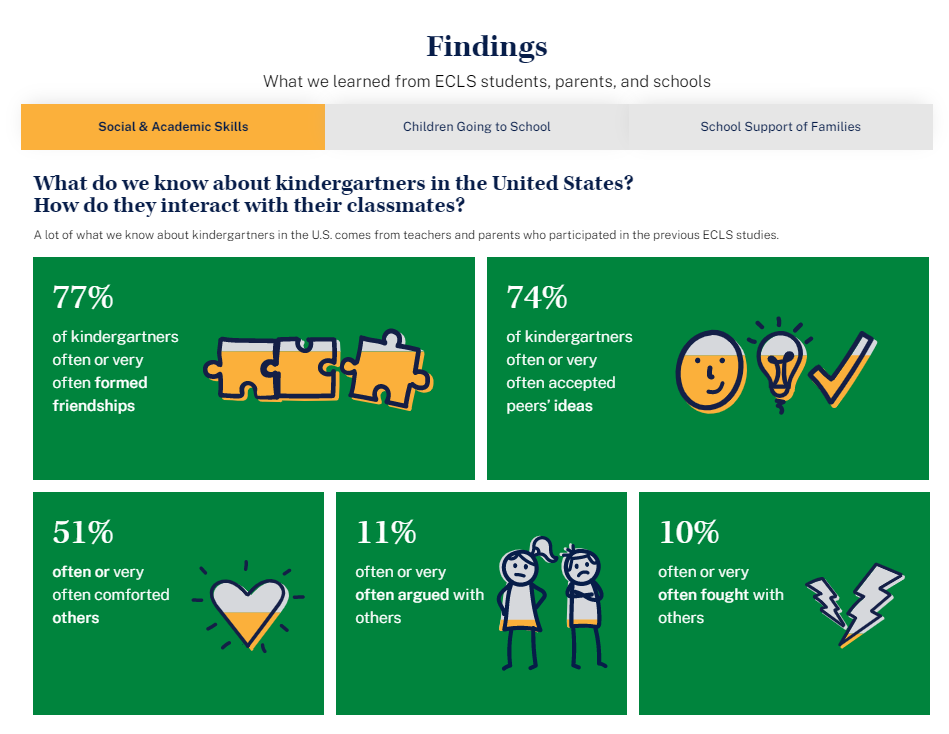 Findings
What we learned from ECLS students, parents, and schools
Social & Academic Skills
Children Going to School
School Support of Families
What do we know about kindergartners in the United States?
How do they interact with their classmates?
A lot of what we know about kindergartners in the U.S. comes from teachers and parents who participated in the previous ECLS studies.
77%
of kindergartners
often or very
often formed
friendships
74%
of kindergartners
often or very
often accepted
peers’ ideas
51%
often or very
often comforted
others
11%
often or very
often argued with
others
10%
often or very
often fought with
others